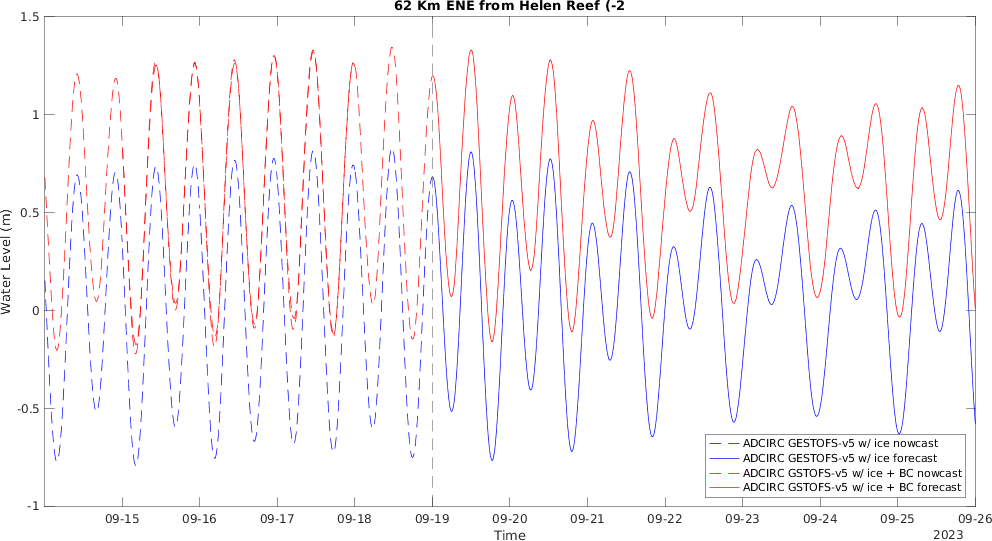 62 Km ENE from Helen Reef (-2
1.5
1
0.5
0
-0.5
-1
Water Level (m)
ADCIRC GESTOFS-v5 w/ ice nowcast
ADCIRC GESTOFS-v5 w/ ice forecast
ADCIRC GSTOFS-v5 w/ ice + BC nowcast
ADCIRC GSTOFS-v5 w/ ice + BC forecast
09-15 09-16 09-17 09-18 09-19 09-20 09-21 09-22 09-23 09-24 09-25 09-26
Time
2023